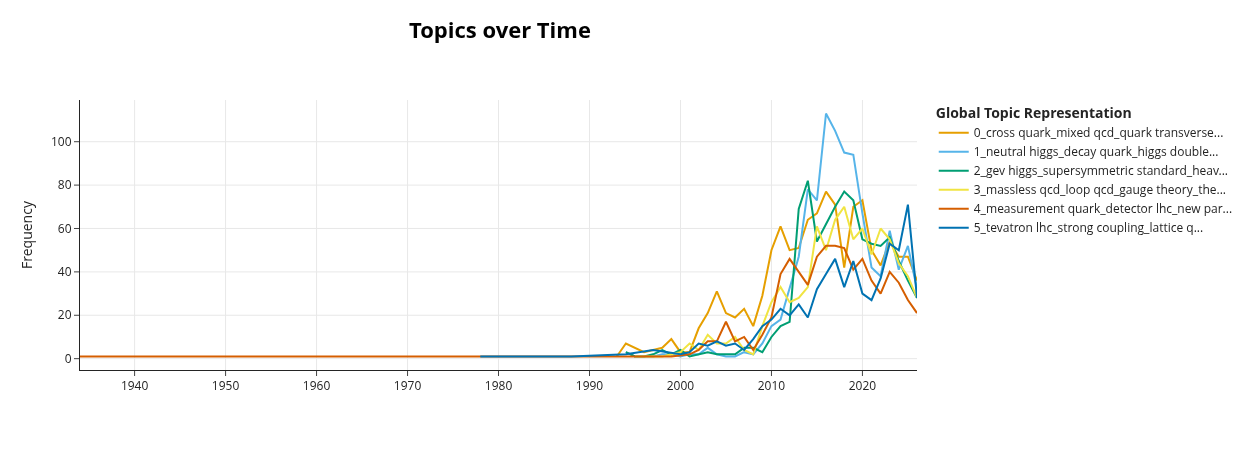 Topics over Time
Frequency
100
80
60
40
20
0
1940 1950 1960 1970 1980 1990 2000 2010 2020
Global Topic Representation
0_cross quark_mixed qcd_quark transverse...
1_neutral higgs_decay quark_higgs double...
2_gev higgs_supersymmetric standard_heav...
3_massless qcd_loop qcd_gauge theory_the...
4_measurement quark_detector lhc_new par...
5_tevatron lhc_strong coupling_lattice q...